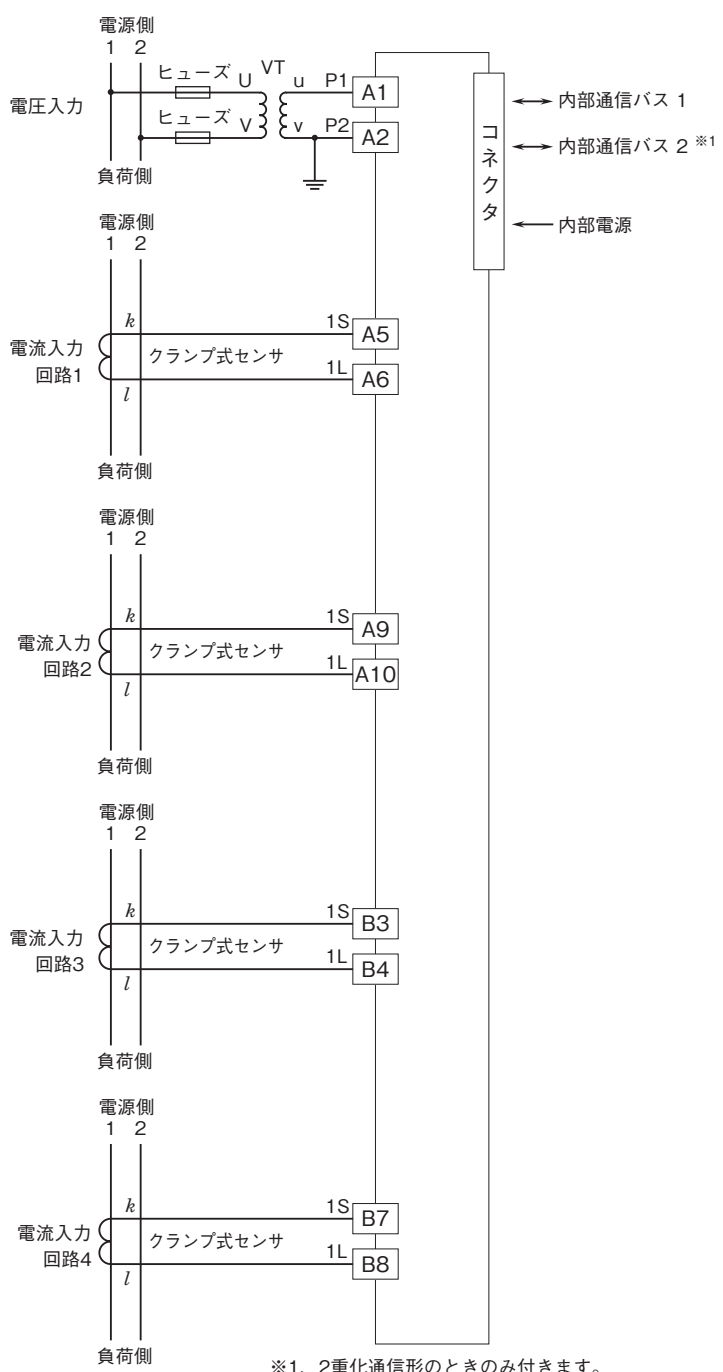 電源側
1 2
電圧入力
ヒューズ
ヒューズ
U
V
VT
u
v
P1
P2
A1
A2
負荷側
コネクタ
内部通信バス 1
内部通信バス 2 ※1
内部電源
電源側
1 2
電流入力
回路1
k
l
クランプ式センサ
1S
1L
A5
A6
負荷側
電源側
1 2
電流入力
回路2
k
l
クランプ式センサ
1S
1L
A9
A10
負荷側
電源側
1 2
電流入力
回路3
k
l
クランプ式センサ
1S
1L
B3
B4
負荷側
電源側
1 2
電流入力
回路4
k
l
クランプ式センサ
1S
1L
B7
B8
負荷側
※1、2重化通信形のときのみ付きます。